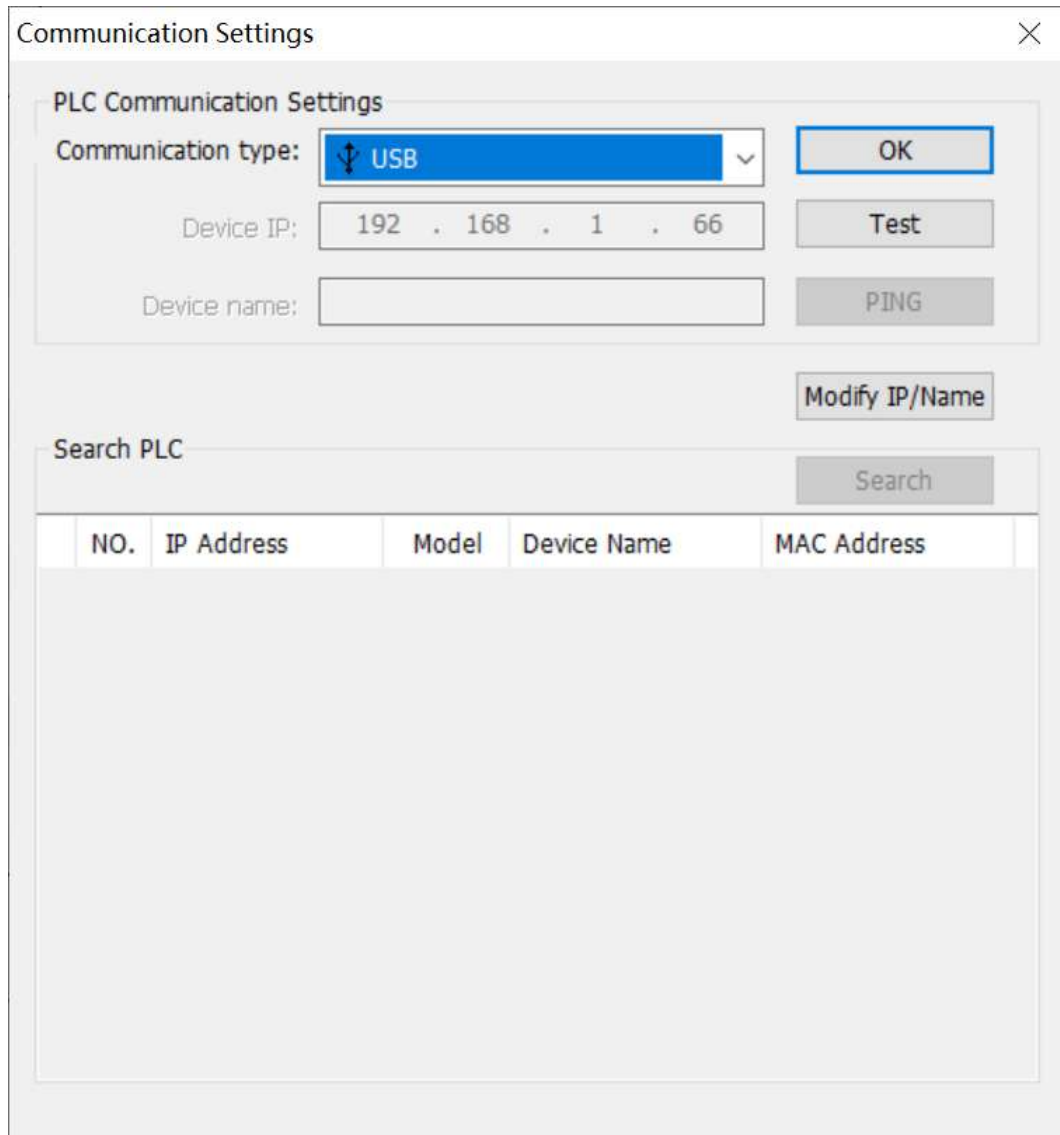 Communication Settings
PLC Communication Settings
Communication type: USB OK
Device IP: 192 . 168 . 1 . 66 Test
Device name: PING
Modify IP/Name
Search PLC
Search
NO. IP Address Model Device Name MAC Address